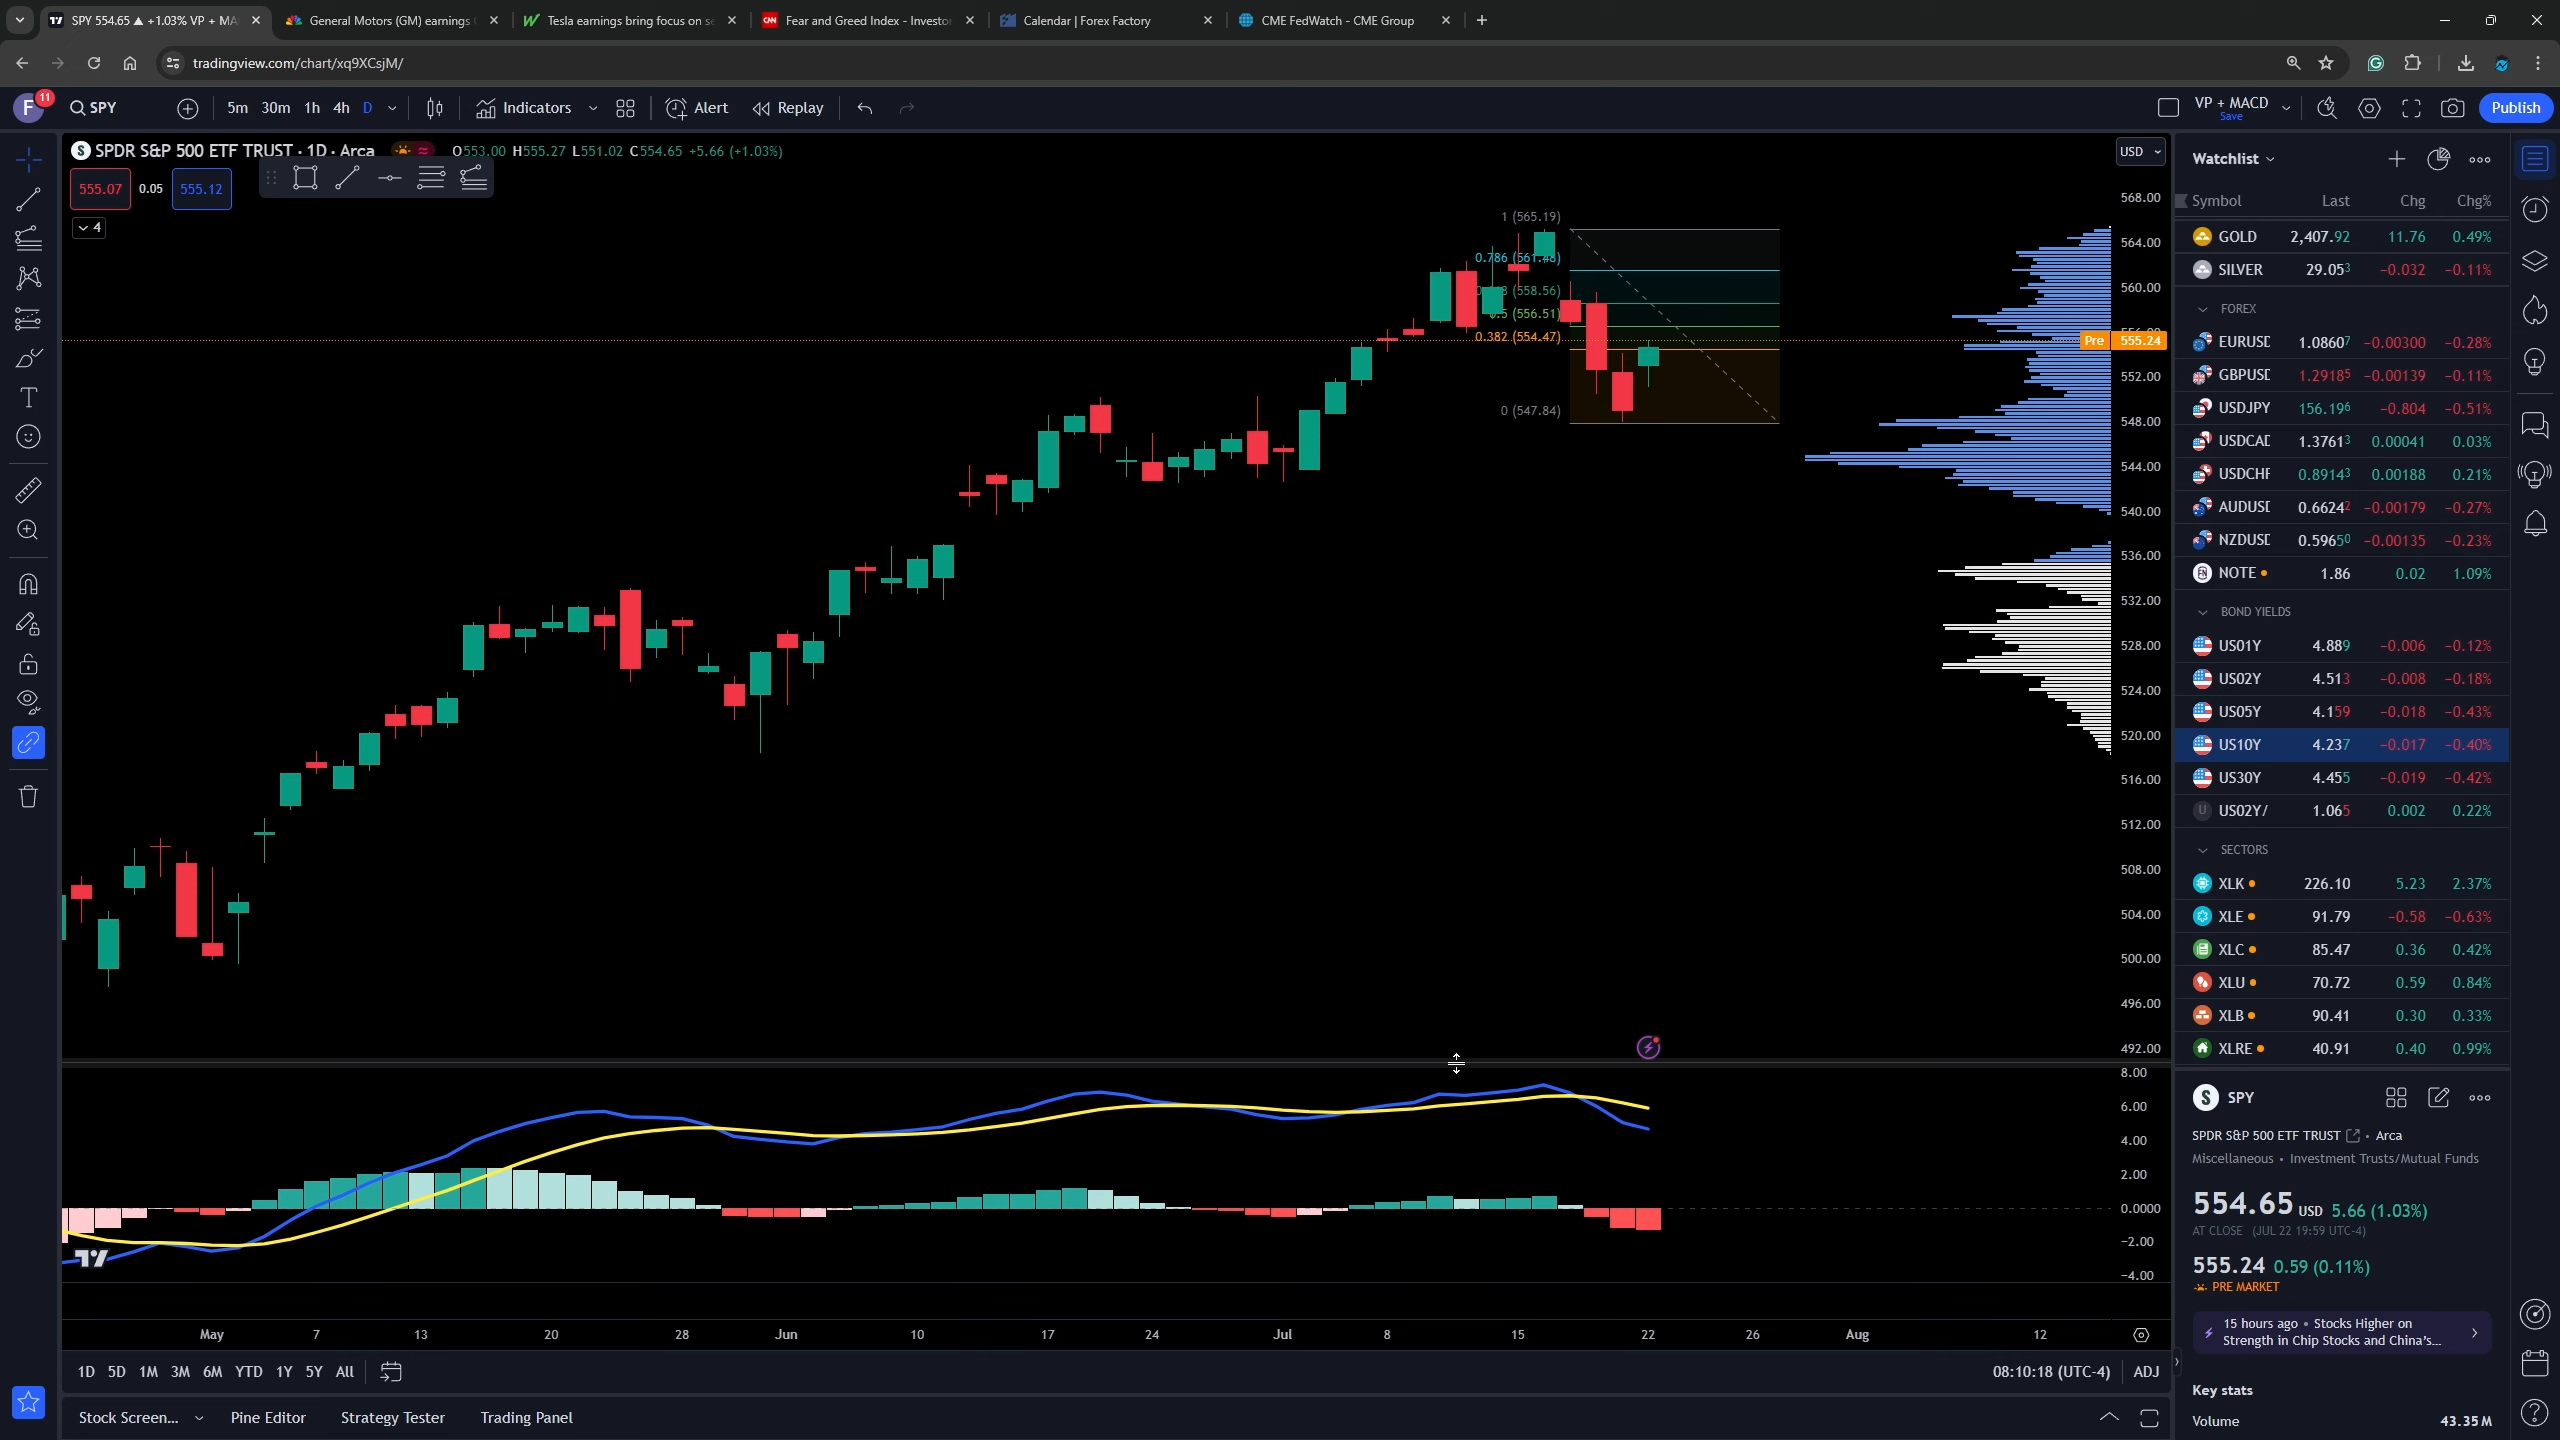 SPY 554.65 ▲ +1.03% VP + MA
General Motors (GM) earnings
Tesla earnings bring focus on se
CNN Fear and Greed Index - Investor
Calendar | Forex Factory
CME FedWatch - CME Group
tradingview.com/chart/xq9XCsjM/
F 11 SPY 5m 30m 1h 4h D Indicators Alert Replay VP + MACD Save Publish
S SPDR S&P 500 ETF TRUST · 1D · Arca O553.00 H555.27 L551.02 C554.65 +5.66 (+1.03%)
555.07 0.05 555.12
4
USD
568.00
564.00
560.00
556.00
Pre 555.24
552.00
548.00
544.00
540.00
536.00
532.00
528.00
524.00
520.00
516.00
512.00
508.00
504.00
500.00
496.00
492.00
1 (565.19)
0.786 (561.48)
(558.56)
0.5 (556.51)
0.382 (554.47)
0 (547.84)
8.00
6.00
4.00
2.00
0.0000
-2.00
-4.00
May 7 13 20 28 Jun 10 17 24 Jul 8 15 22 26 Aug 12
1D 5D 1M 3M 6M YTD 1Y 5Y All
08:10:18 (UTC-4) ADJ
Stock Screen... Pine Editor Strategy Tester Trading Panel
Watchlist
Symbol Last Chg Chg%
GOLD 2,407.92 11.76 0.49%
SILVER 29.053 -0.032 -0.11%
FOREX
EURUSD 1.08607 -0.00300 -0.28%
GBPUSD 1.29185 -0.00139 -0.11%
USDJPY 156.196 -0.804 -0.51%
USDCAD 1.37613 0.00041 0.03%
USDCHF 0.89143 0.00188 0.21%
AUDUSD 0.66242 -0.00179 -0.27%
NZDUSD 0.59650 -0.00135 -0.23%
NOTE 1.86 0.02 1.09%
BOND YIELDS
US01Y 4.889 -0.006 -0.12%
US02Y 4.513 -0.008 -0.18%
US05Y 4.159 -0.018 -0.43%
US10Y 4.237 -0.017 -0.40%
US30Y 4.455 -0.019 -0.42%
U US02Y/ 1.065 0.002 0.22%
SECTORS
XLK 226.10 5.23 2.37%
XLE 91.79 -0.58 -0.63%
XLC 85.47 0.36 0.42%
XLU 70.72 0.59 0.84%
XLB 90.41 0.30 0.33%
XLRE 40.91 0.40 0.99%
S SPY
SPDR S&P 500 ETF TRUST · Arca
Miscellaneous · Investment Trusts/Mutual Funds
554.65 USD 5.66 (1.03%)
AT CLOSE (JUL 22 19:59 UTC-4)
555.24 0.59 (0.11%)
PRE MARKET
15 hours ago · Stocks Higher on
Strength in Chip Stocks and China's...
Key stats
Volume 43.35M